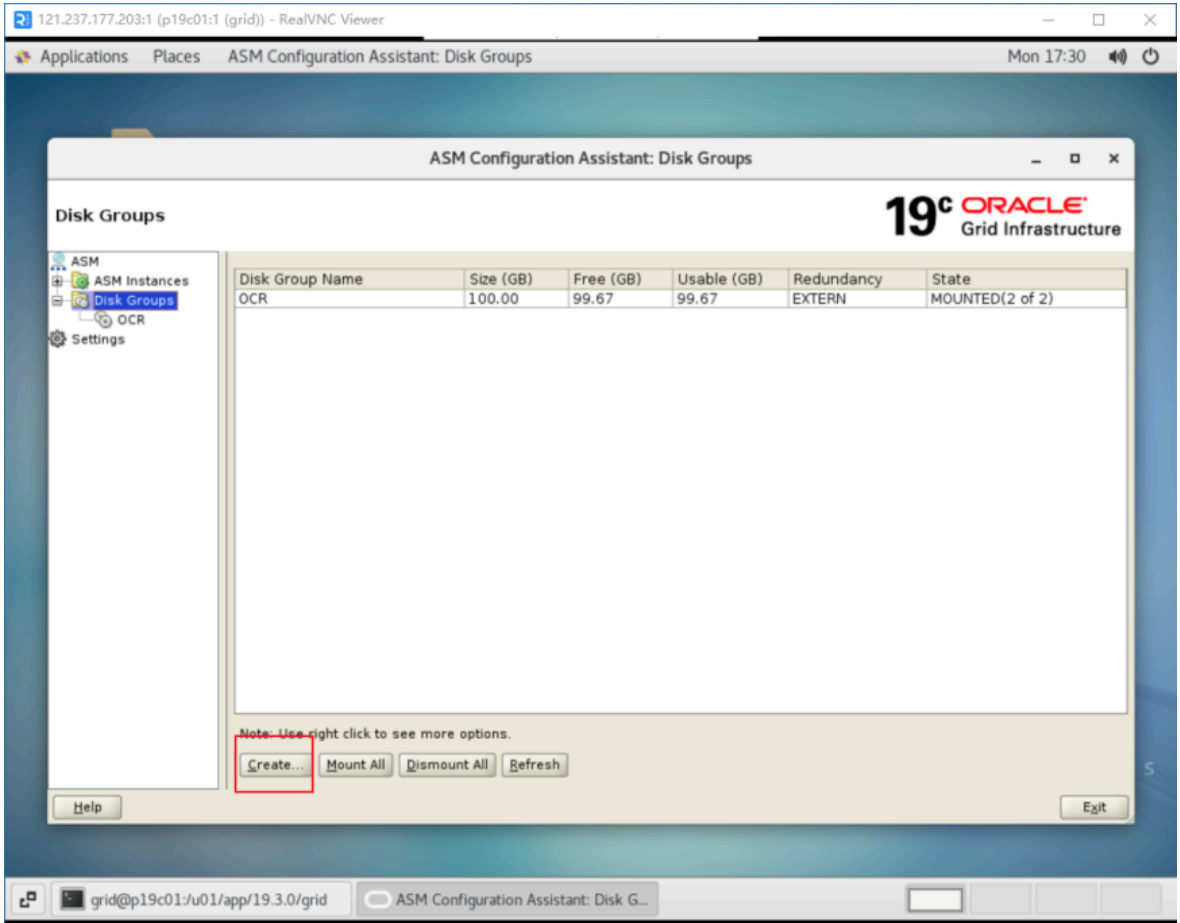 121.237.177.203:1 (p19c01:1 (grid)) - RealVNC Viewer
Applications Places ASM Configuration Assistant: Disk Groups Mon 17:30
ASM Configuration Assistant: Disk Groups
Disk Groups
19c ORACLE
Grid Infrastructure
ASM
ASM Instances
Disk Groups
OCR
Settings
Disk Group Name Size (GB) Free (GB) Usable (GB) Redundancy State
OCR 100.00 99.67 99.67 EXTERN MOUNTED(2 of 2)
Note: Use right click to see more options.
Create... Mount All Dismount All Refresh
S
Help Exit
grid@p19c01:/u01/app/19.3.0/grid ASM Configuration Assistant: Disk G...